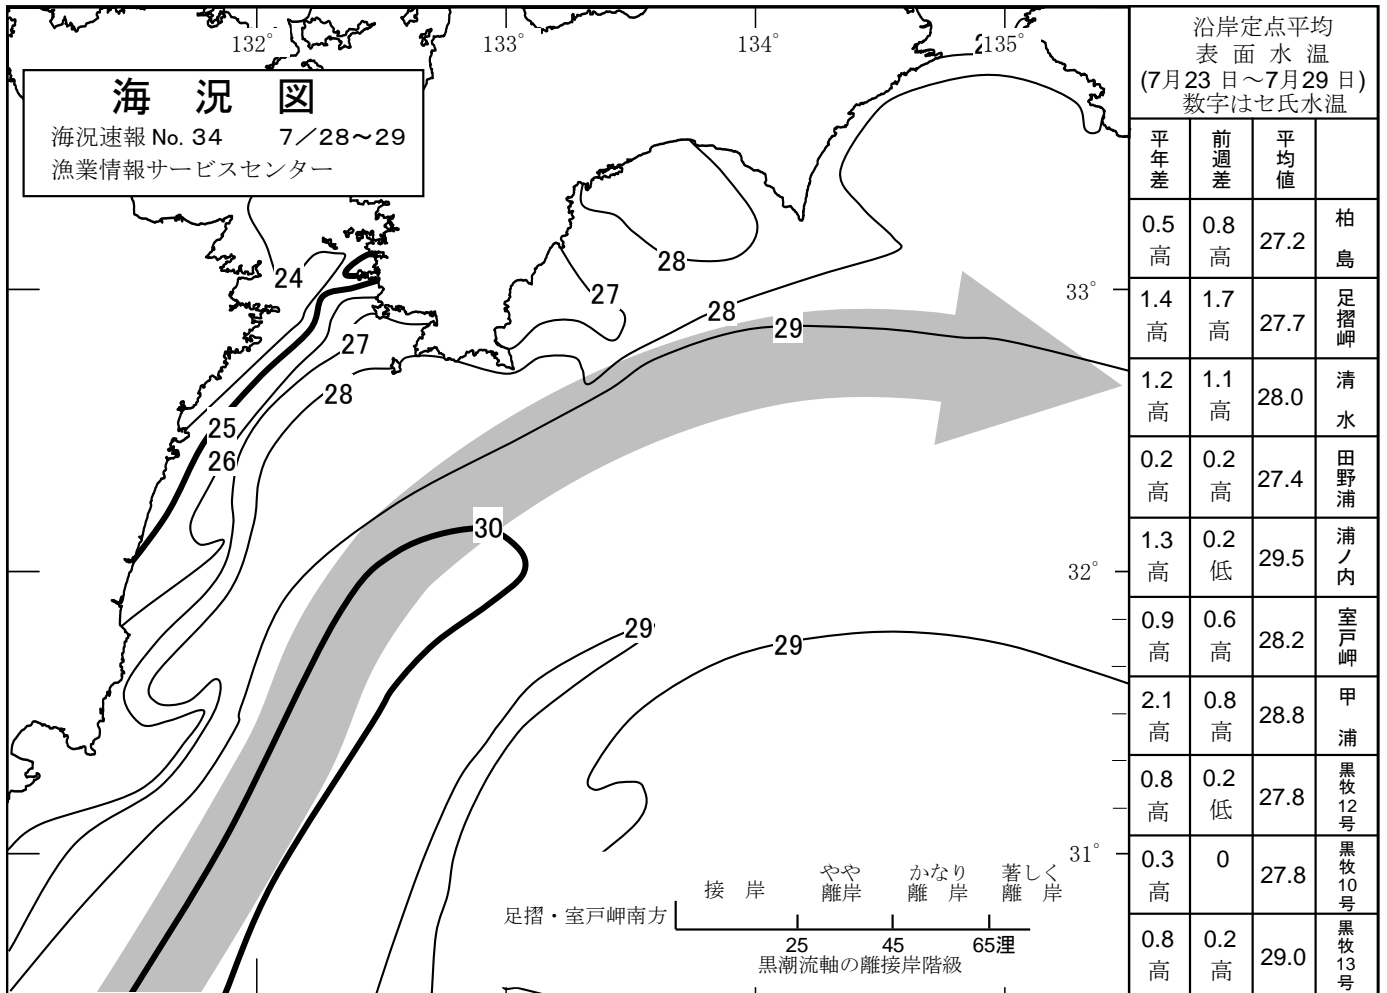 132°
133°
134°
2
135°
海 況 図
海況速報 No. 34 7/28～29
漁業情報サービスセンター
24
28
27
33°
28
29
27
28
25
26
30
32°
29
29
31°
接 岸
やや
離岸
かなり
離 岸
著しく
離 岸
足摺・室戸岬南方
25 45 65浬
黒潮流軸の離接岸階級
沿岸定点平均
表 面 水 温
(7月23 日～7月29 日)
数字はセ氏水温
平年差 前週差 平均値
0.5高 0.8高 27.2 柏島
1.4高 1.7高 27.7 足摺岬
1.2高 1.1高 28.0 清水
0.2高 0.2高 27.4 田野浦
1.3高 0.2低 29.5 浦ノ内
0.9高 0.6高 28.2 室戸岬
2.1高 0.8高 28.8 甲浦
0.8高 0.2低 27.8 黒牧12号
0.3高 0 27.8 黒牧10号
0.8高 0.2高 29.0 黒牧13号